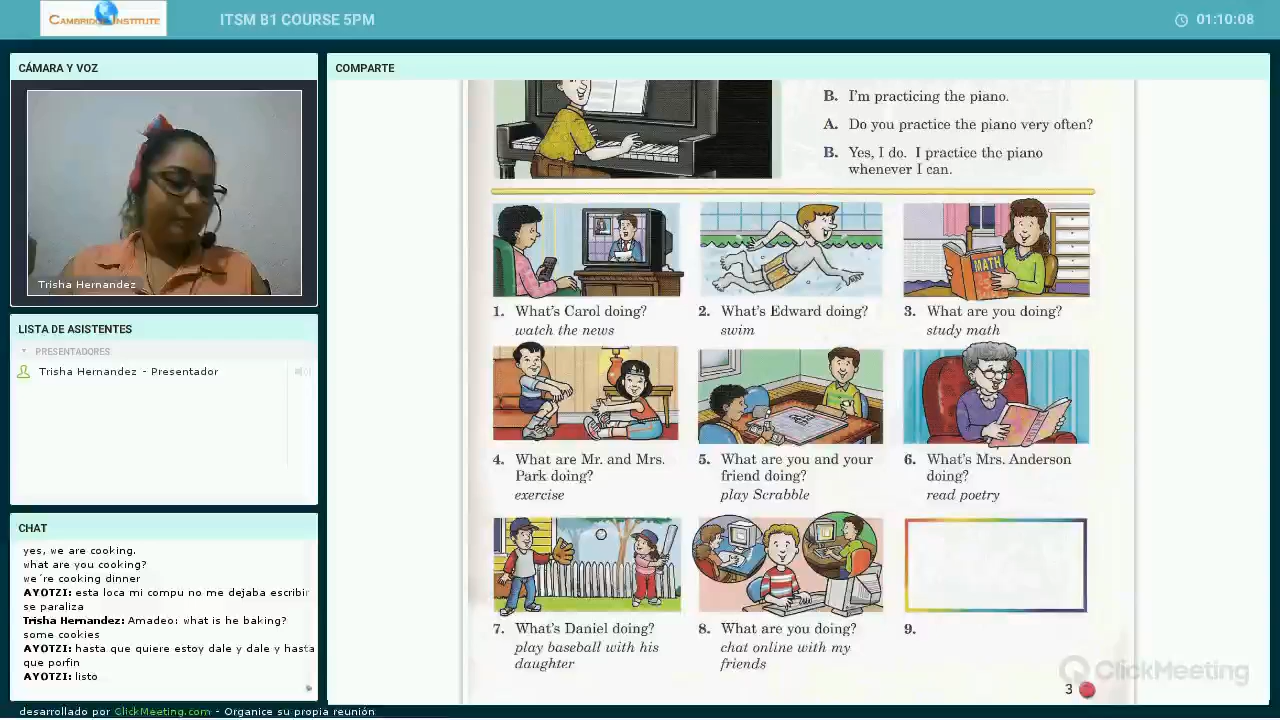 CAMBRIDGE INSTITUTE
ITSM B1 COURSE 5PM
01:10:08
CÁMARA Y VOZ
Trisha Hernandez
LISTA DE ASISTENTES
PRESENTADORES
Trisha Hernandez - Presentador
CHAT
yes, we are cooking.
what are you cooking?
we´re cooking dinner
AYOTZI: esta loca mi compu no me dejaba escribir
se paraliza
Trisha Hernandez: Amadeo: what is he baking?
some cookies
AYOTZI: hasta que quiere estoy dale y dale y hasta
que porfin
AYOTZI: listo
COMPARTE
B. I'm practicing the piano.
A. Do you practice the piano very often?
B. Yes, I do. I practice the piano
whenever I can.
MATH
1. What's Carol doing?
watch the news
2. What's Edward doing?
swim
3. What are you doing?
study math
4. What are Mr. and Mrs.
Park doing?
exercise
5. What are you and your
friend doing?
play Scrabble
6. What's Mrs. Anderson
doing?
read poetry
7. What's Daniel doing?
play baseball with his
daughter
8. What are you doing?
chat online with my
friends
9.
ClickMeeting
3
desarrollado por ClickMeeting.com - Organice su propia reunión